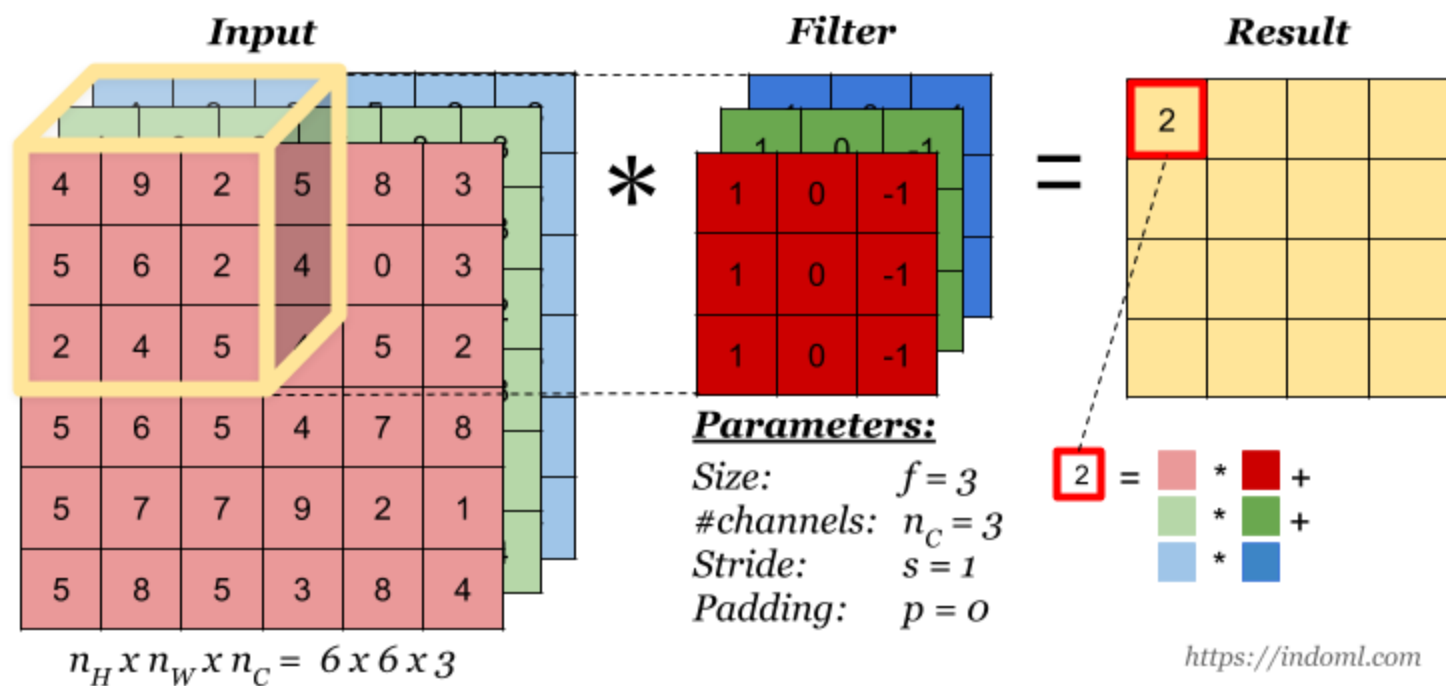 Input Filter Result
4 9 2 5 8 3
5 6 2 4 0 3
2 4 5 5 2
5 6 5 4 7 8
5 7 7 9 2 1
5 8 5 3 8 4
n_H x n_W x n_C = 6 x 6 x 3
*
1 0 -1
1 0 -1
1 0 -1
1 0 -1
=
2
Parameters:
Size: f = 3
#channels: n_C = 3
Stride: s = 1
Padding: p = 0
2 = * +
* +
*
https://indoml.com